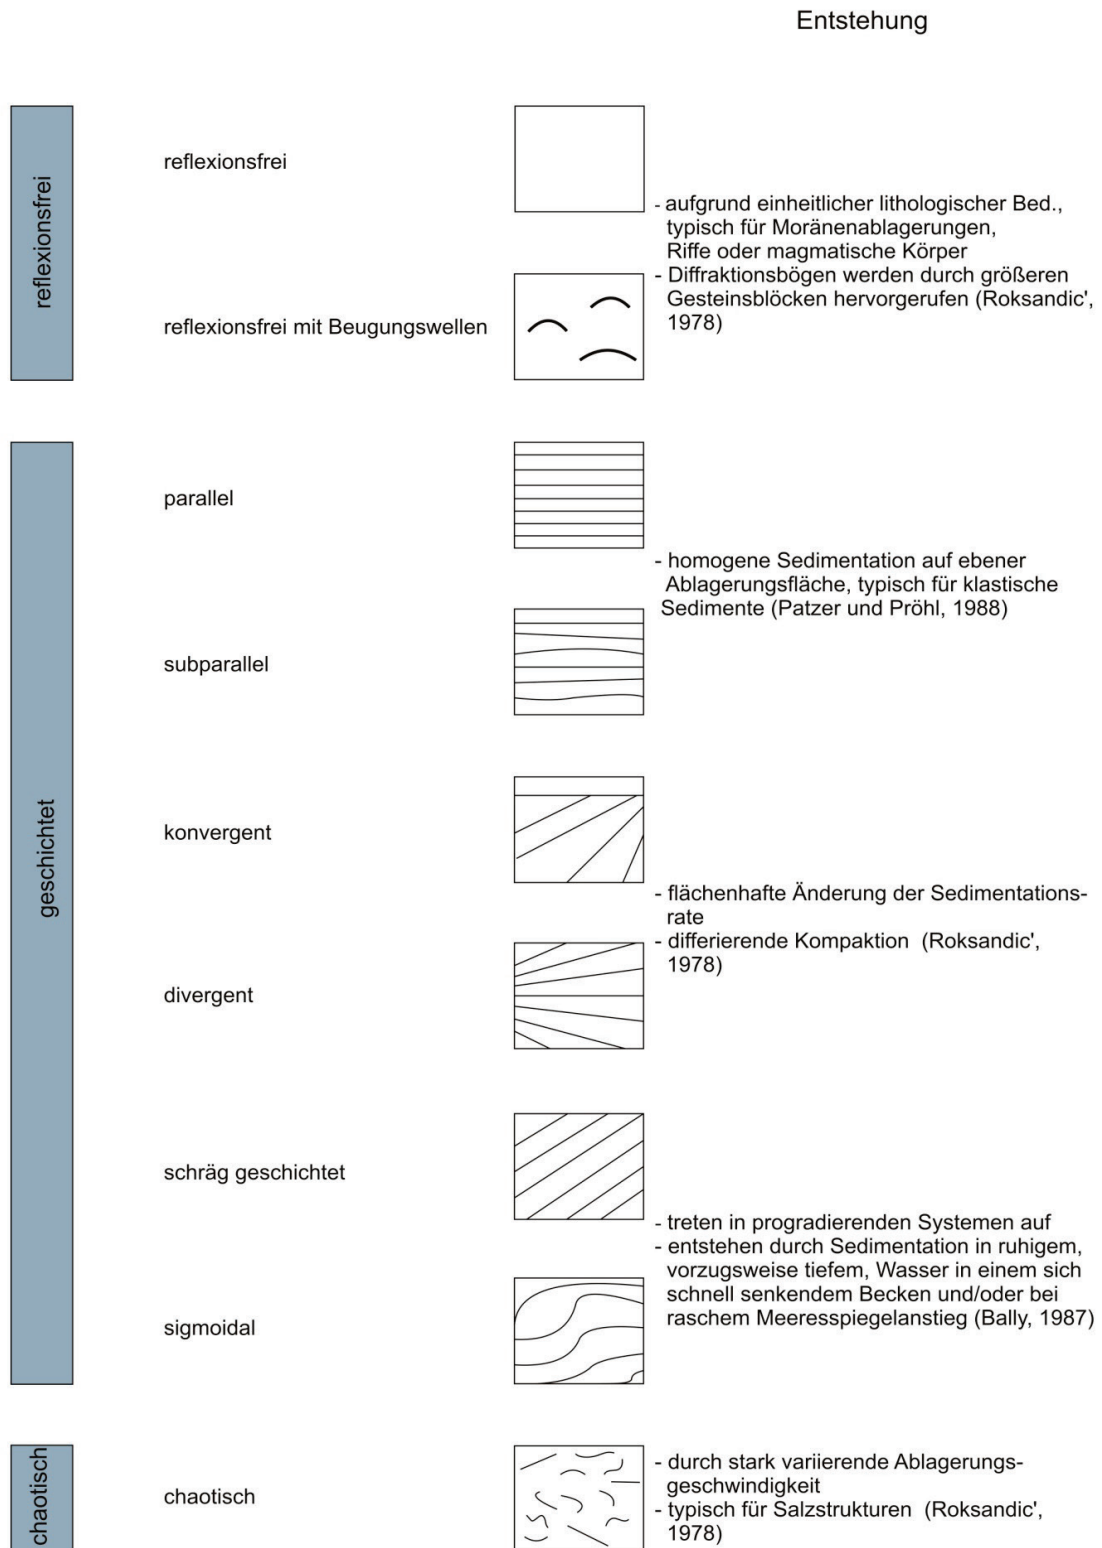 Entstehung
reflexionsfrei
reflexionsfrei
- aufgrund einheitlicher lithologischer Bed.,
typisch für Moränenablagerungen,
Riffe oder magmatische Körper
- Diffraktionsbögen werden durch größeren
Gesteinsblöcken hervorgerufen (Roksandic',
1978)
reflexionsfrei mit Beugungswellen
geschichtet
parallel
- homogene Sedimentation auf ebener
Ablagerungsfläche, typisch für klastische
Sedimente (Patzer und Pröhl, 1988)
subparallel
konvergent
- flächenhafte Änderung der Sedimentations-
rate
- differierende Kompaktion (Roksandic',
1978)
divergent
schräg geschichtet
- treten in progradierenden Systemen auf
- entstehen durch Sedimentation in ruhigem,
vorzugsweise tiefem, Wasser in einem sich
schnell senkendem Becken und/oder bei
raschem Meeresspiegelanstieg (Bally, 1987)
sigmoidal
chaotisch
chaotisch
- durch stark variierende Ablagerungs-
geschwindigkeit
- typisch für Salzstrukturen (Roksandic',
1978)